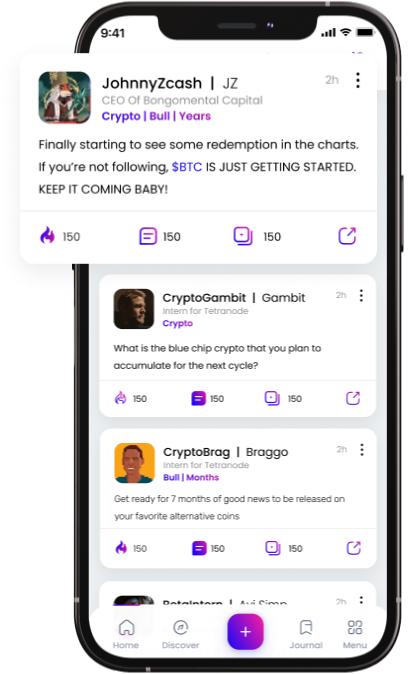 9:41
JohnnyZcash | JZ
2h
CEO Of Bongomental Capital
Crypto | Bull | Years
Finally starting to see some redemption in the charts.
If you’re not following, $BTC IS JUST GETTING STARTED.
KEEP IT COMING BABY!
150 150 150
CryptoGambit | Gambit
2h
Intern for Tetranode
Crypto
What is the blue chip crypto that you plan to
accumulate for the next cycle?
150 150 150
CryptoBrag | Braggo
2h
Intern for Tetranode
Bull | Months
Get ready for 7 months of good news to be released on
your favorite alternative coins
150 150 150
2h
Home Discover + Journal Menu